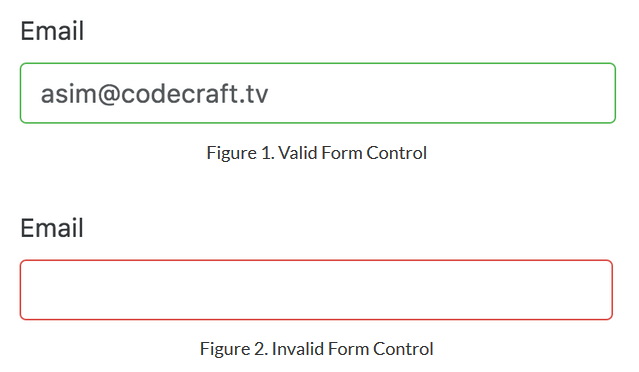 Email
asim@codecraft.tv
Figure 1. Valid Form Control
Email
Figure 2. Invalid Form Control